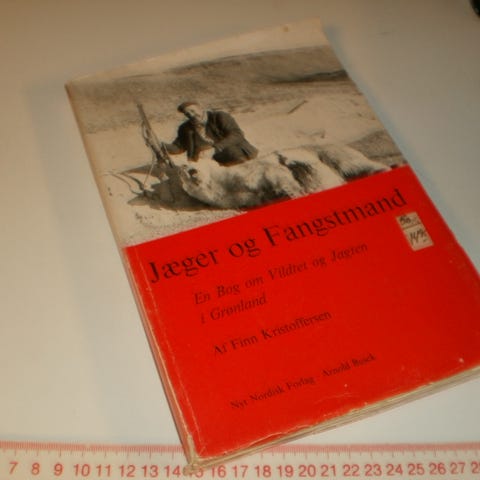 Jæger og Fangstmand
En Bog om Vildtet og Jagten
i Grønland
Af Finn Kristoffersen
Nyt Nordisk Forlag · Arnold Busck
7 8 9 10 11 12 13 14 15 16 17 18 19 20 21 22 23 24 25 26 27